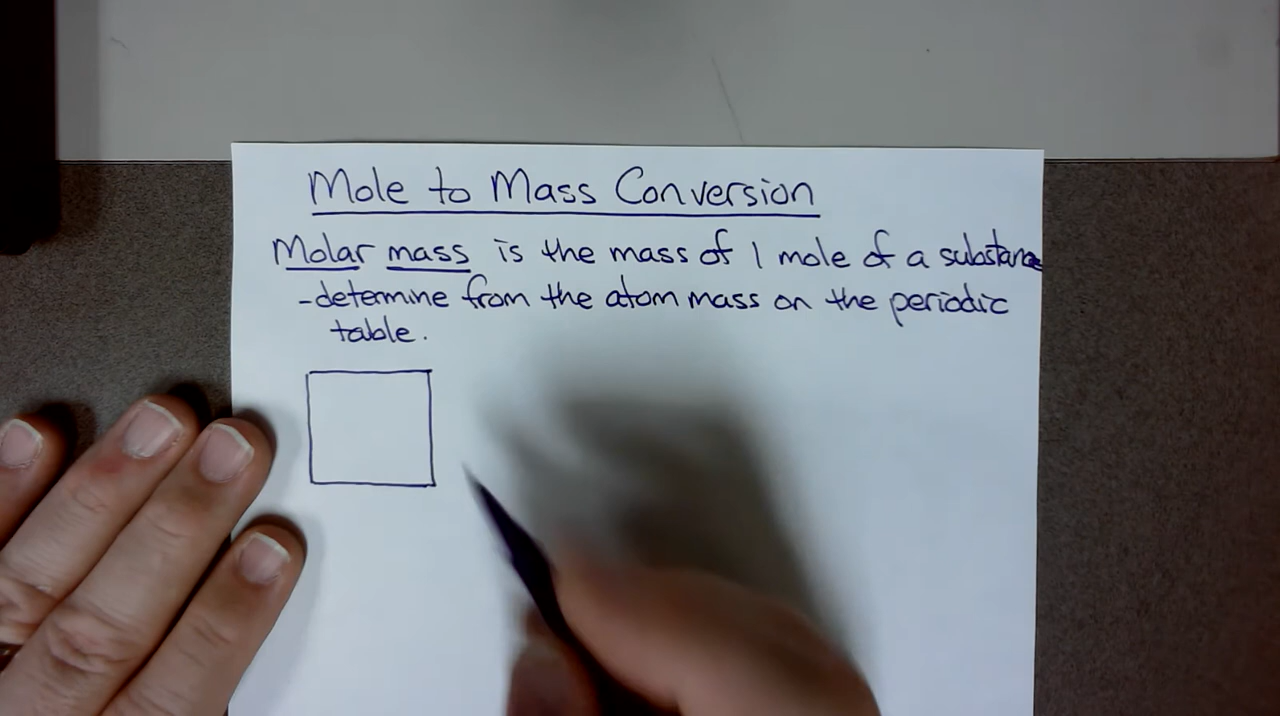 Mole to Mass Conversion
Molar mass is the mass of 1 mole of a substance
-determine from the atom mass on the periodic
table.